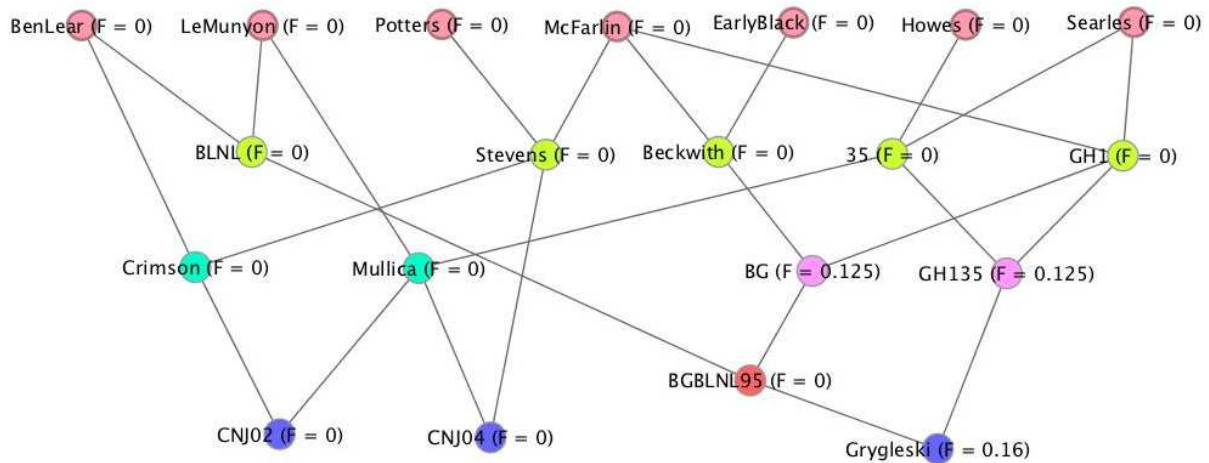 BenLear (F = 0)
LeMunyon (F = 0)
Potters (F = 0)
McFarlin (F = 0)
EarlyBlack (F = 0)
Howes (F = 0)
Searles (F = 0)
BLNL (F = 0)
Stevens (F = 0)
Beckwith (F = 0)
35 (F = 0)
GH1 (F = 0)
Crimson (F = 0)
Mullica (F = 0)
BG (F = 0.125)
GH135 (F = 0.125)
BGBLNL95 (F = 0)
CNJ02 (F = 0)
CNJ04 (F = 0)
Grygleski (F = 0.16)